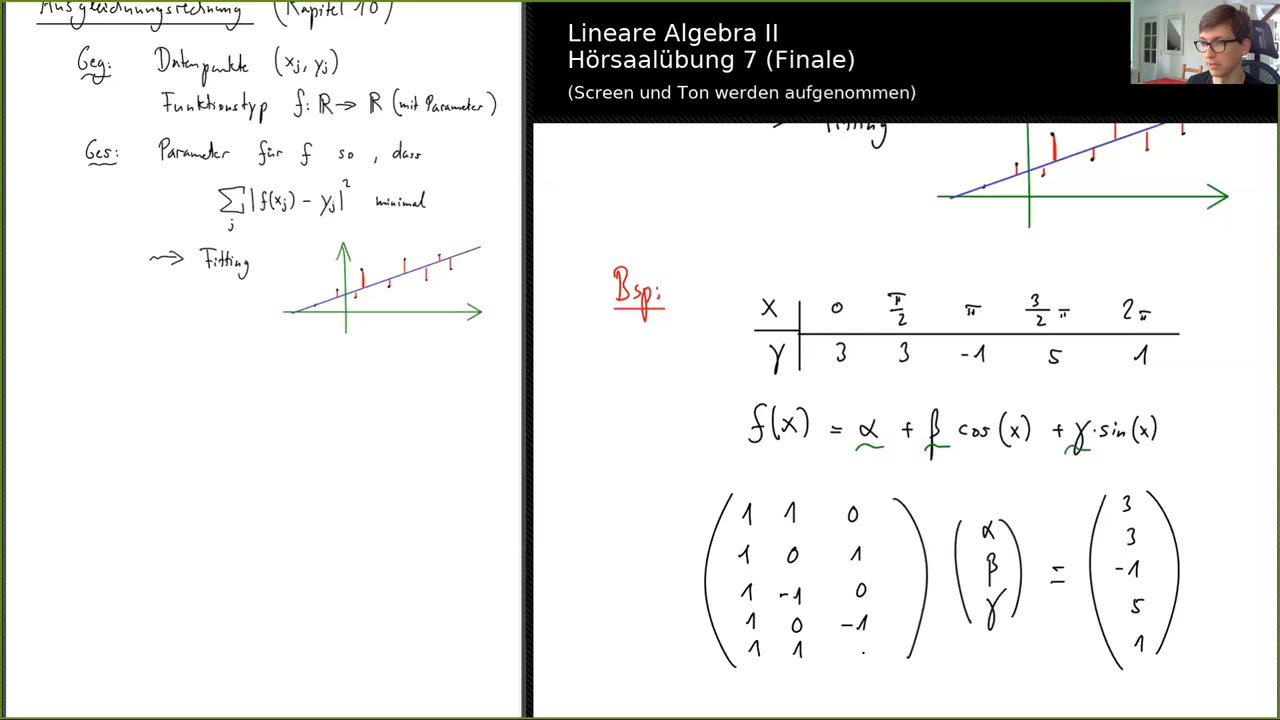 Ausgleichungsrechnung (Kapitel 10)
Geg: Datenpunkte (xj, yj)
Funktionstyp f: ℝ → ℝ (mit Parameter)
Ges: Parameter für f so, dass
∑j |f(xj) - yj|² minimal
⇝ Fitting
Lineare Algebra II
Hörsaalübung 7 (Finale)
(Screen und Ton werden aufgenommen)
Fitting
Bsp:
x | 0 π/2 π 3/2 π 2π
y | 3 3 -1 5 1
f(x) = α + β cos(x) + γ·sin(x)
( 1 1 0 ) ( α ) = ( 3 )
1 0 1 β 3
1 -1 0 γ -1
1 0 -1 5
1 1 . 1